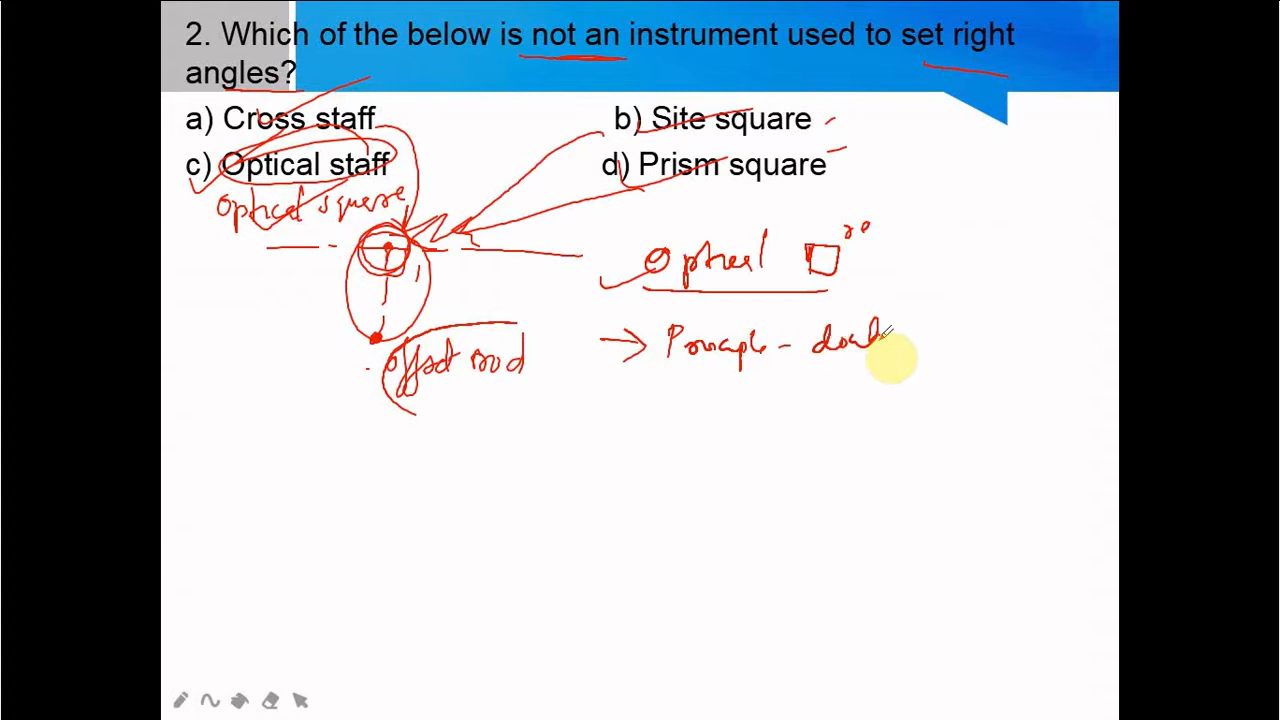 2. Which of the below is not an instrument used to set right
angles?
a) Cross staff
b) Site square
c) Optical staff
d) Prism square
Optical square
Optical
offset rod